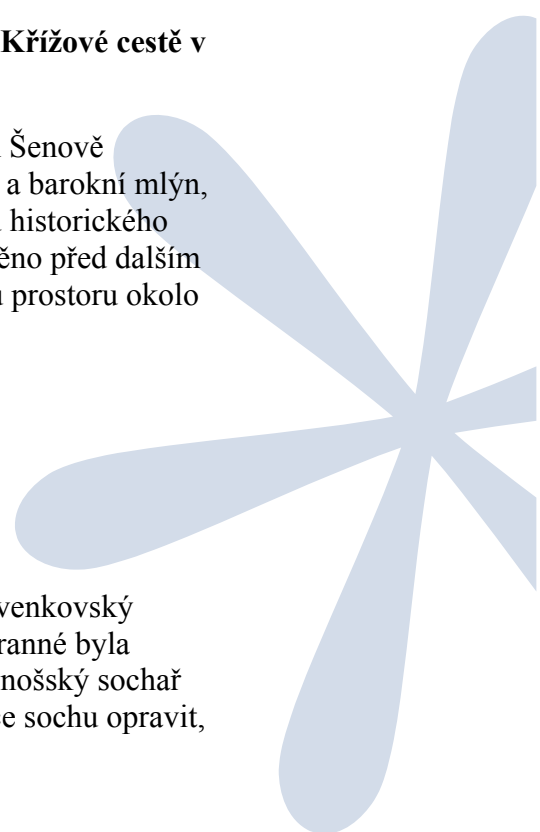 Křížové cestě v
Šenově
a barokní mlýn,
historického
ěno před dalším
prostoru okolo
venkovský
ranné byla
nošský sochař
e sochu opravit,